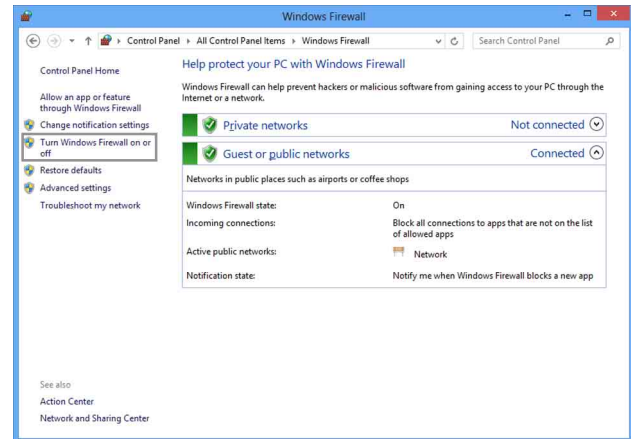 Windows Firewall
Control Panel ▸ All Control Panel Items ▸ Windows Firewall
Search Control Panel
Control Panel Home
Allow an app or feature
through Windows Firewall
Change notification settings
Turn Windows Firewall on or
off
Restore defaults
Advanced settings
Troubleshoot my network
See also
Action Center
Network and Sharing Center
Help protect your PC with Windows Firewall
Windows Firewall can help prevent hackers or malicious software from gaining access to your PC through the
Internet or a network.
Private networks Not connected
Guest or public networks Connected
Networks in public places such as airports or coffee shops
Windows Firewall state: On
Incoming connections: Block all connections to apps that are not on the list
of allowed apps
Active public networks: Network
Notification state: Notify me when Windows Firewall blocks a new app